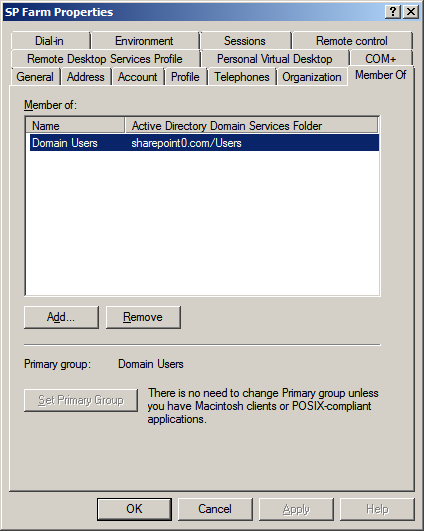 SP Farm Properties
Dial-in Environment Sessions Remote control
Remote Desktop Services Profile Personal Virtual Desktop COM+
General Address Account Profile Telephones Organization Member Of
Member of:
Name Active Directory Domain Services Folder
Domain Users sharepoint0.com/Users
Add... Remove
Primary group: Domain Users
Set Primary Group
There is no need to change Primary group unless
you have Macintosh clients or POSIX-compliant
applications.
OK Cancel Apply Help